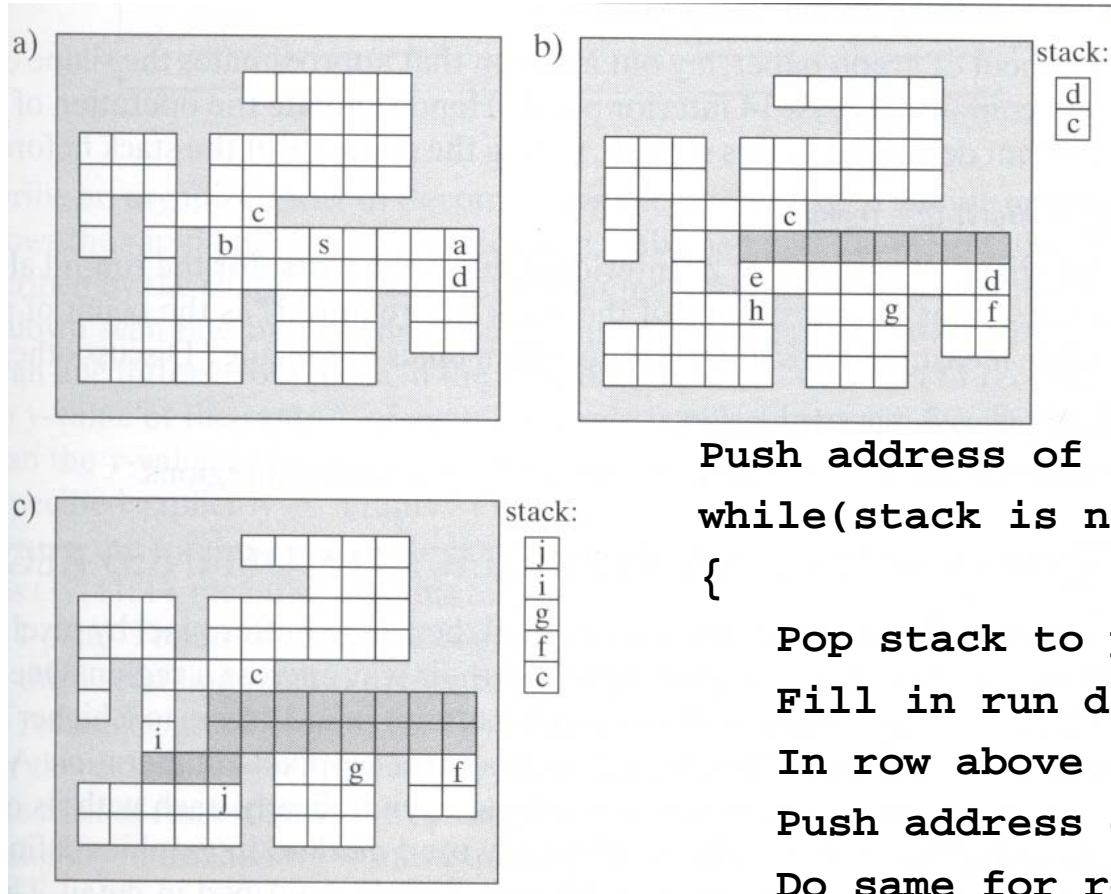 a)
c
b s a
d
b)
stack:
d
c
c
e d
h g f
c)
stack:
j
i
g
f
c
c
i
g f
j
Push address of
while(stack is n
{
Pop stack to
Fill in run d
In row above
Push address
Do same for r